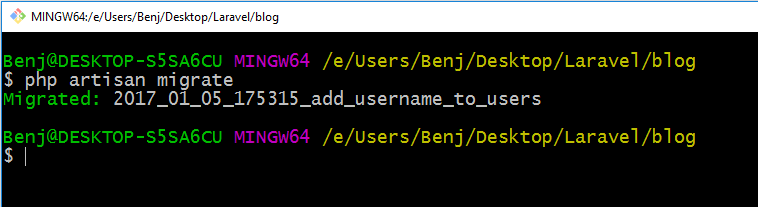 MINGW64:/e/Users/Benj/Desktop/Laravel/blog
Benj@DESKTOP-S5SA6CU MINGW64 /e/Users/Benj/Desktop/Laravel/blog
$ php artisan migrate
Migrated: 2017_01_05_175315_add_username_to_users
Benj@DESKTOP-S5SA6CU MINGW64 /e/Users/Benj/Desktop/Laravel/blog
$